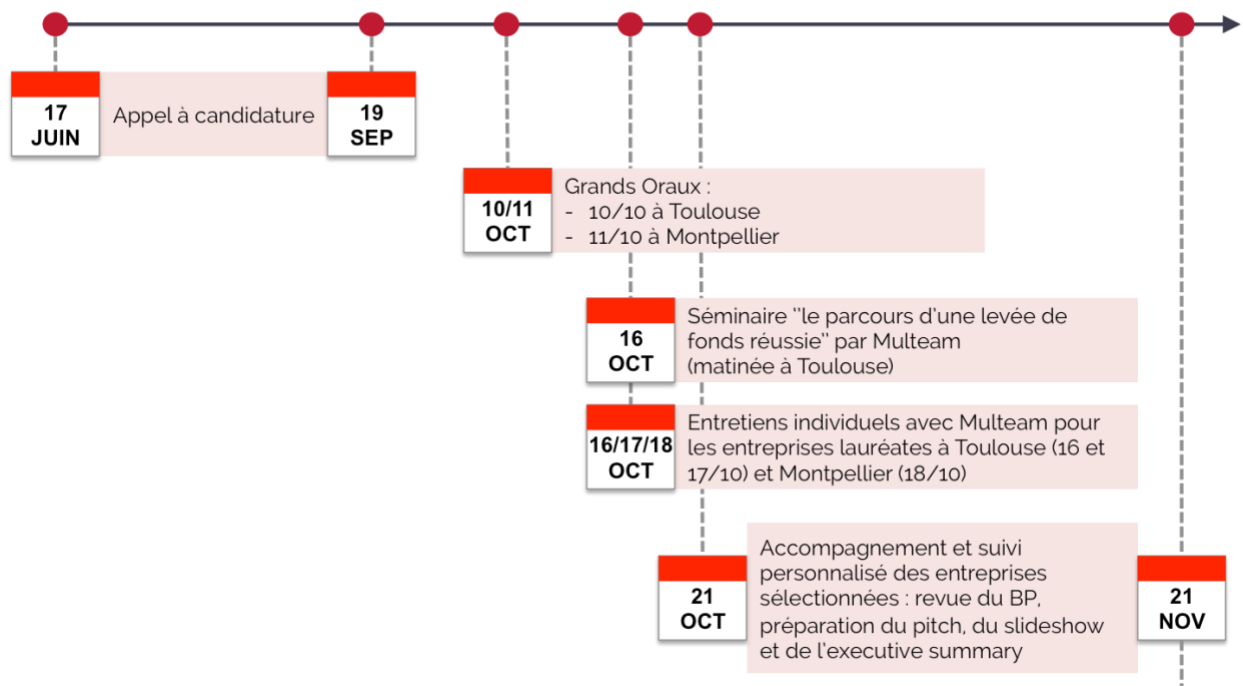 17
JUIN
Appel à candidature
19
SEP
10/11
OCT
Grands Oraux :
- 10/10 à Toulouse
- 11/10 à Montpellier
16
OCT
Séminaire "le parcours d'une levée de
fonds réussie" par Multeam
(matinée à Toulouse)
16/17/18
OCT
Entretiens individuels avec Multeam pour
les entreprises lauréates à Toulouse (16 et
17/10) et Montpellier (18/10)
21
OCT
Accompagnement et suivi
personnalisé des entreprises
sélectionnées : revue du BP,
préparation du pitch, du slideshow
et de l'executive summary
21
NOV